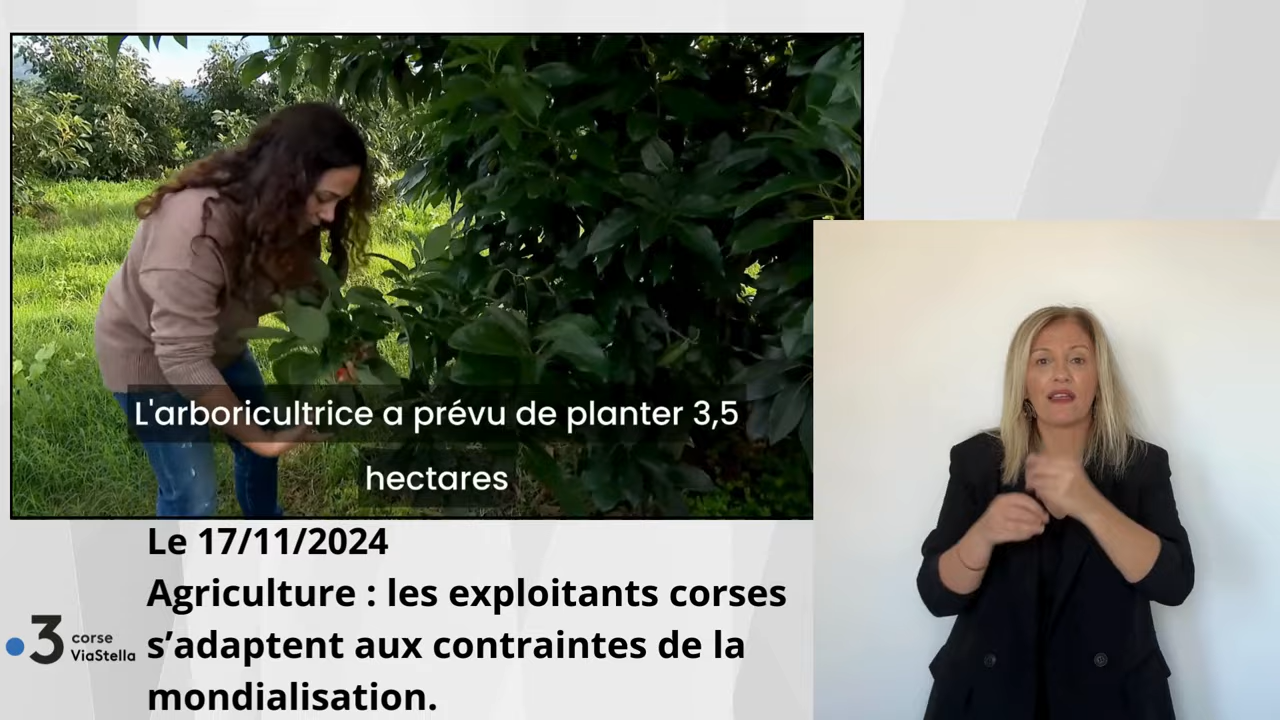 L'arboricultrice a prévu de planter 3,5
hectares
Le 17/11/2024
Agriculture : les exploitants corses
s’adaptent aux contraintes de la
mondialisation.
3 corse
ViaStella